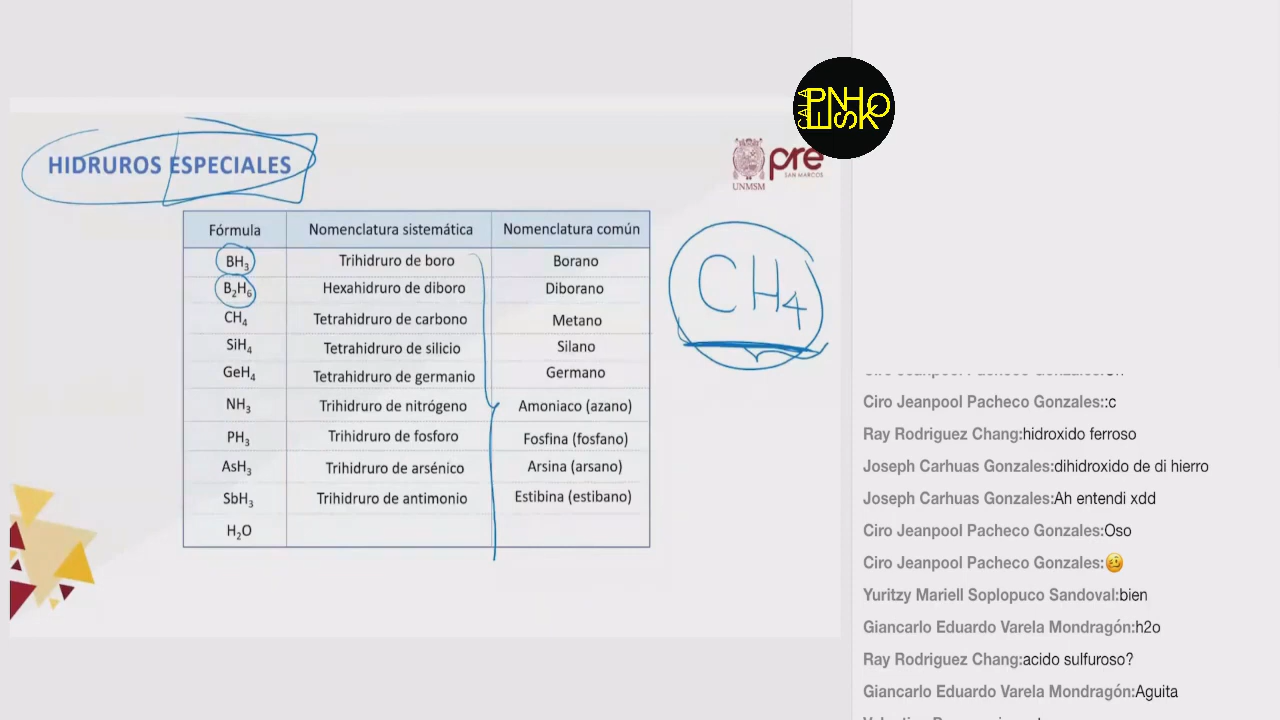 CALA
PEN
ESK
HO
HIDRUROS ESPECIALES
UNMSM
pre
SAN MARCOS
Fórmula Nomenclatura sistemática Nomenclatura común
BH₃ Trihidruro de boro Borano
B₂H₆ Hexahidruro de diboro Diborano
CH₄ Tetrahidruro de carbono Metano
SiH₄ Tetrahidruro de silicio Silano
GeH₄ Tetrahidruro de germanio Germano
NH₃ Trihidruro de nitrógeno Amoniaco (azano)
PH₃ Trihidruro de fosforo Fosfina (fosfano)
AsH₃ Trihidruro de arsénico Arsina (arsano)
SbH₃ Trihidruro de antimonio Estibina (estibano)
H₂O
CH₄
Ciro Jeanpool Pacheco Gonzales::c
Ray Rodriguez Chang:hidroxido ferroso
Joseph Carhuas Gonzales:dihidroxido de di hierro
Joseph Carhuas Gonzales:Ah entendi xdd
Ciro Jeanpool Pacheco Gonzales:Oso
Ciro Jeanpool Pacheco Gonzales:🥴
Yuritzy Mariell Soplopuco Sandoval:bien
Giancarlo Eduardo Varela Mondragón:h2o
Ray Rodriguez Chang:acido sulfuroso?
Giancarlo Eduardo Varela Mondragón:Aguita